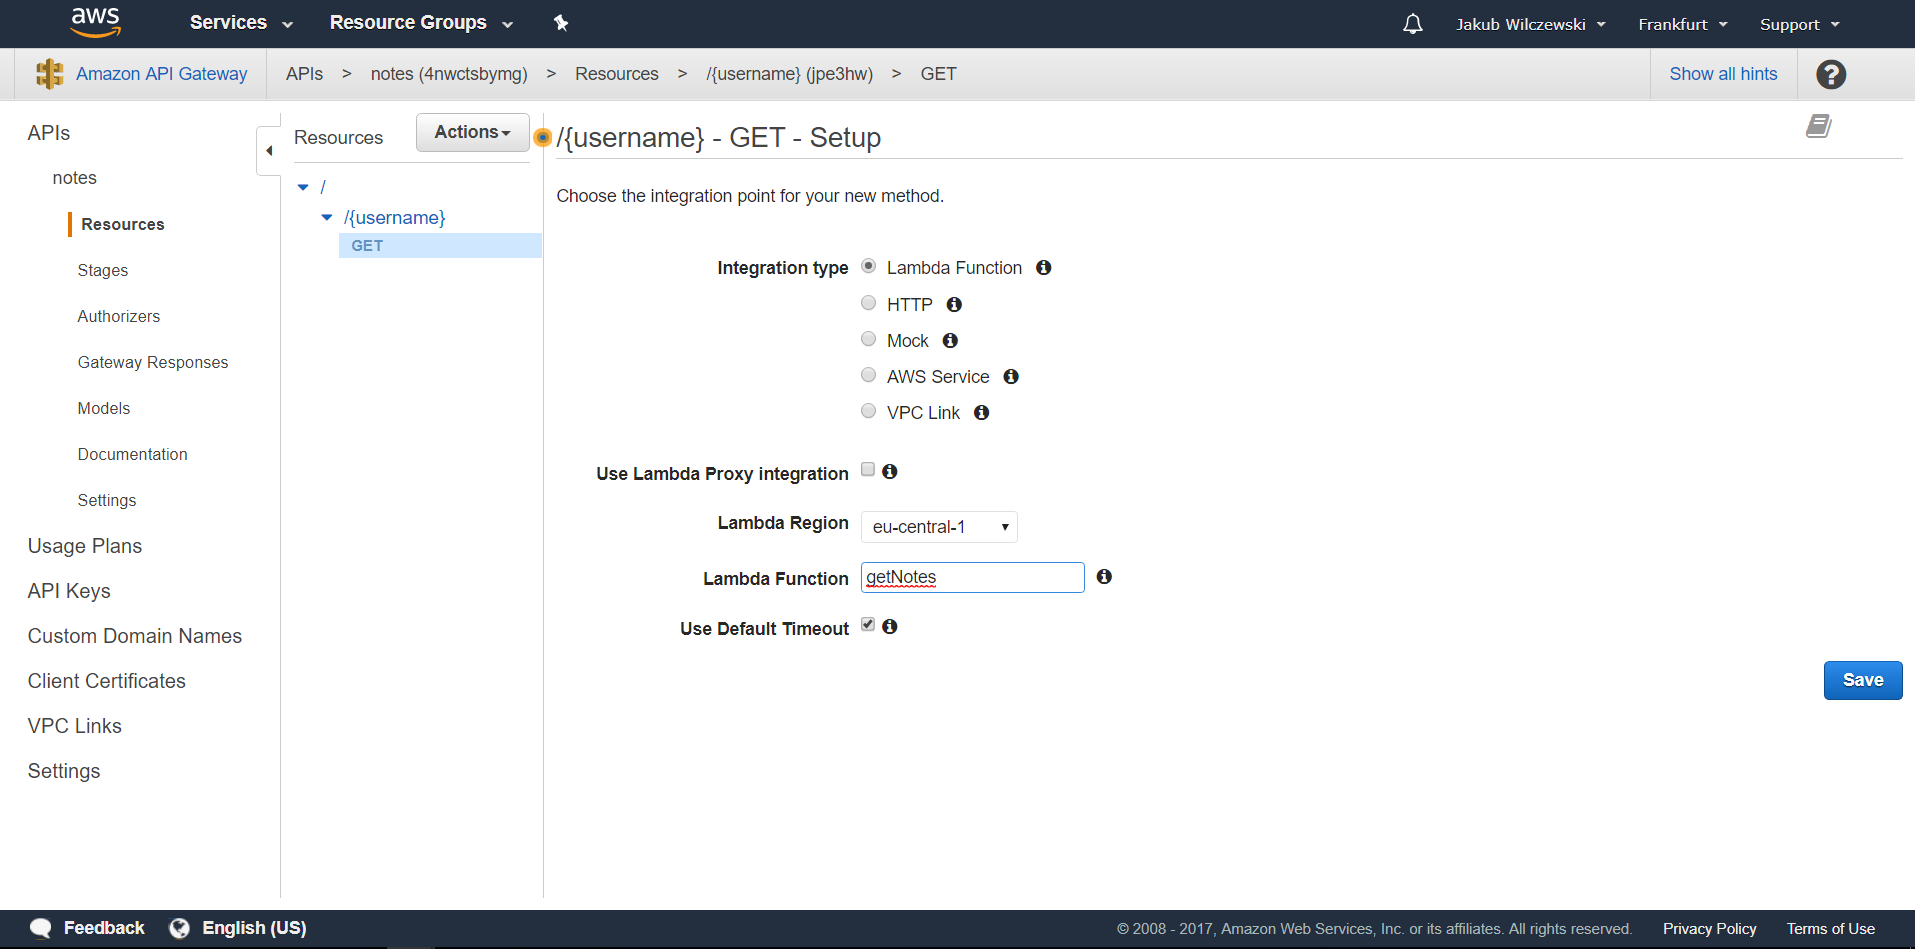 aws Services Resource Groups Jakub Wilczewski Frankfurt Support
Amazon API Gateway APIs > notes (4nwctsbymg) > Resources > /{username} (jpe3hw) > GET Show all hints ?
APIs
notes
Resources
Stages
Authorizers
Gateway Responses
Models
Documentation
Settings
Usage Plans
API Keys
Custom Domain Names
Client Certificates
VPC Links
Settings
Resources Actions
/
/{username}
GET
/{username} - GET - Setup
Choose the integration point for your new method.
Integration type Lambda Function
HTTP
Mock
AWS Service
VPC Link
Use Lambda Proxy integration
Lambda Region eu-central-1
Lambda Function getNotes
Use Default Timeout
Save
Feedback English (US) © 2008 - 2017, Amazon Web Services, Inc. or its affiliates. All rights reserved. Privacy Policy Terms of Use